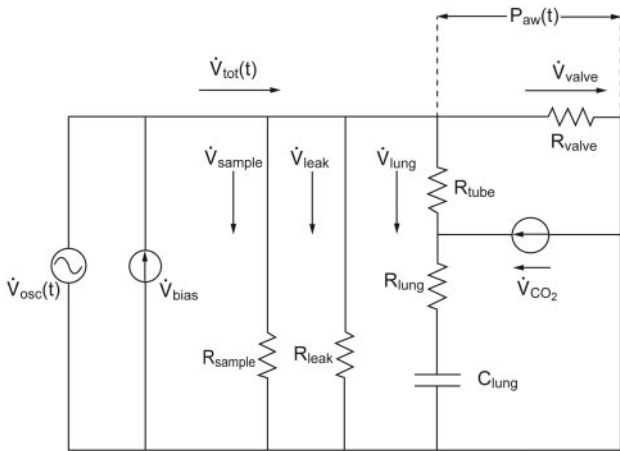 P_aw(t)
V̇_tot(t)
V̇_valve
R_valve
V̇_sample
V̇_leak
V̇_lung
R_tube
V̇_osc(t)
V̇_bias
R_lung
V̇_CO₂
R_sample
R_leak
C_lung